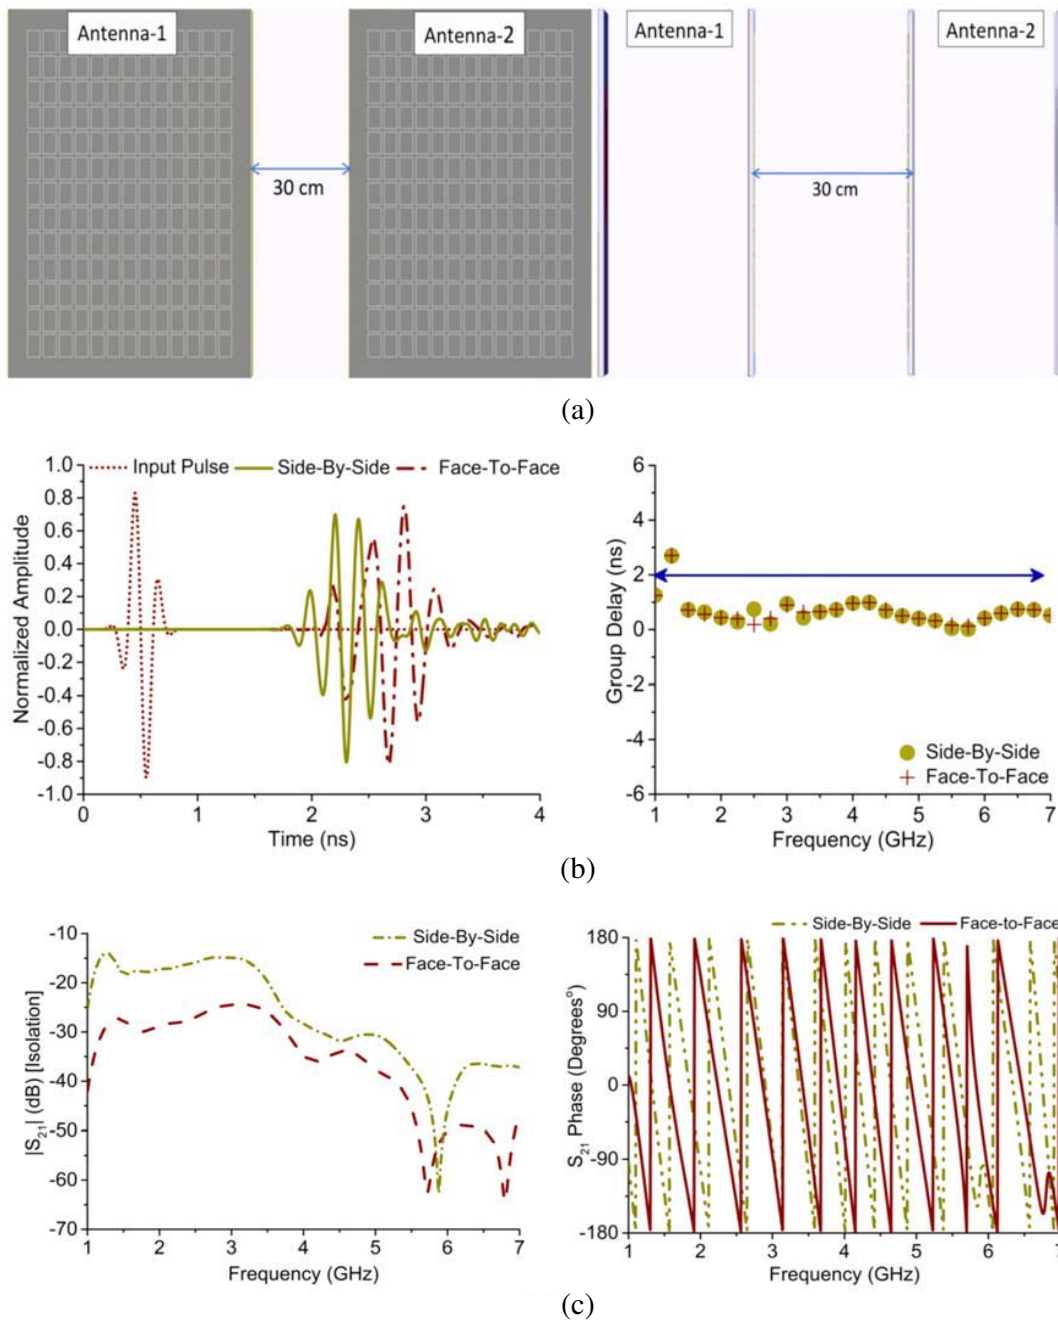 Antenna-1
Antenna-2
Antenna-1
Antenna-2
30 cm
30 cm
(a)
Input Pulse
Side-By-Side
Face-To-Face
1.0
0.8
0.6
0.4
0.2
0.0
-0.2
-0.4
-0.6
-0.8
-1.0
Normalized Amplitude
0
1
2
3
4
Time (ns)
6
4
2
0
-2
-4
-6
Group Delay (ns)
Side-By-Side
Face-To-Face
1
2
3
4
5
6
7
Frequency (GHz)
(b)
-10
-20
-30
-40
-50
-60
-70
|S21| (dB) [Isolation]
Side-By-Side
Face-To-Face
1
2
3
4
5
6
7
Frequency (GHz)
Side-By-Side
Face-to-Face
180
90
0
-90
-180
S21 Phase (Degreesº)
1
2
3
4
5
6
7
Frequency (GHz)
(c)